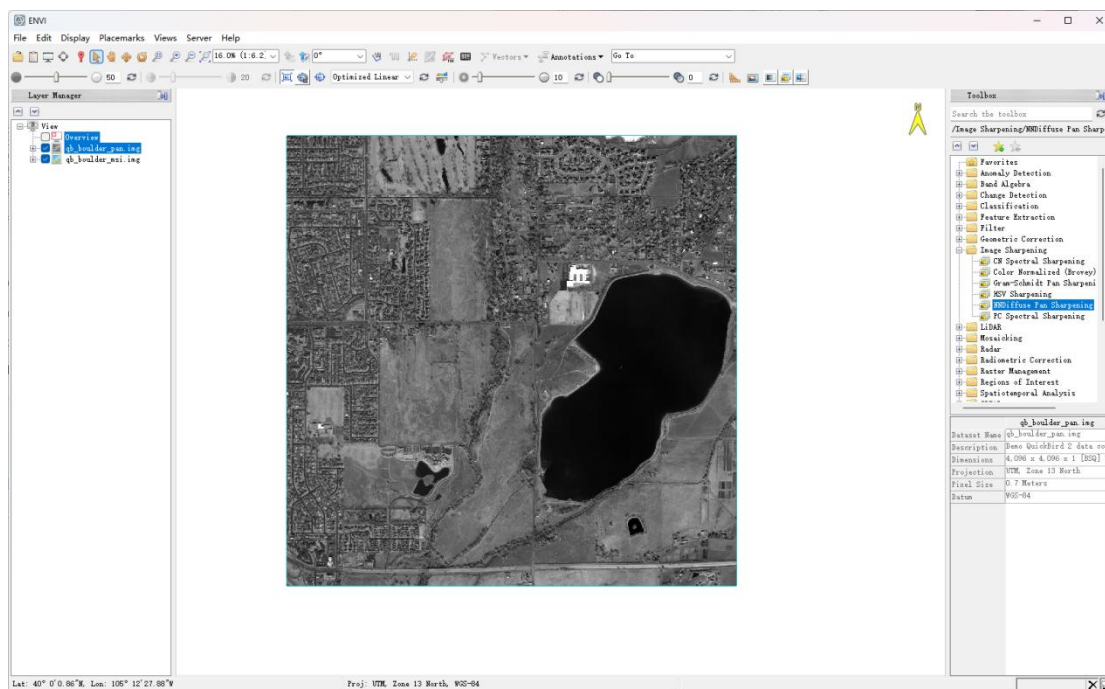 ENVI
File Edit Display Placemarks Views Server Help
16.0% (1:6.2 0° Vectors Annotations Go To
50 20 Optimized Linear 10 0
Layer Manager
View
Overview
qb_boulder_pan.img
qb_boulder_msi.img
N
Toolbox
Search the toolbox
/Image Sharpening/NNDiffuse Pan Sharp
Favorites
Anomaly Detection
Band Algebra
Change Detection
Classification
Feature Extraction
Filter
Geometric Correction
Image Sharpening
CN Spectral Sharpening
Color Normalized (Brovey)
Gram-Schmidt Pan Sharpeni
HSV Sharpening
NNDiffuse Pan Sharpening
PC Spectral Sharpening
LiDAR
Mosaicking
Radar
Radiometric Correction
Raster Management
Regions of Interest
Spatiotemporal Analysis
qb_boulder_pan.img
Dataset Name qb_boulder_pan.img
Description Demo QuickBird 2 data co
Dimensions 4,096 x 4,096 x 1 [BSQ]
Projection UTM, Zone 13 North
Pixel Size 0.7 Meters
Datum WGS-84
Lat: 40° 0'0.86"N, Lon: 105° 12'27.88"W Proj: UTM, Zone 13 North, WGS-84